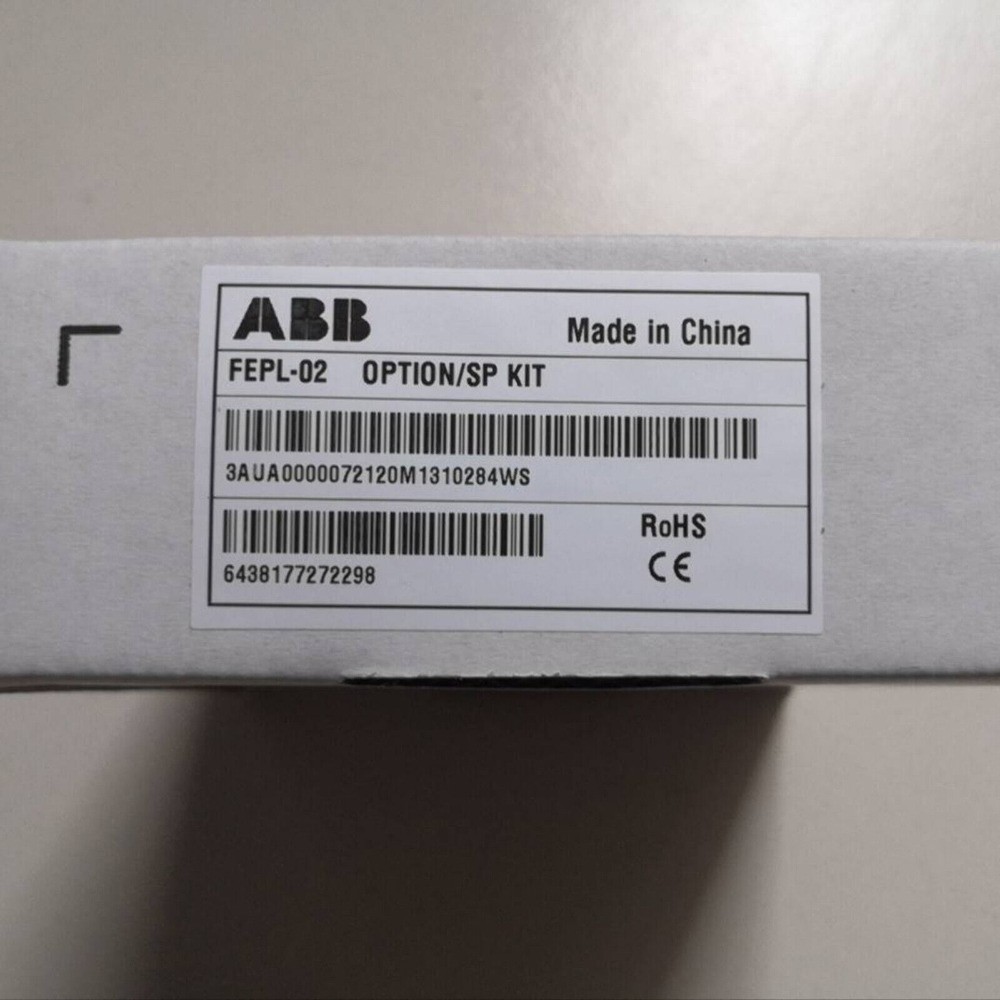 ABB
Made in China
FEPL-02 OPTION/SP KIT
3AUA0000072120M1310284WS
6438177272298
RoHS
CE